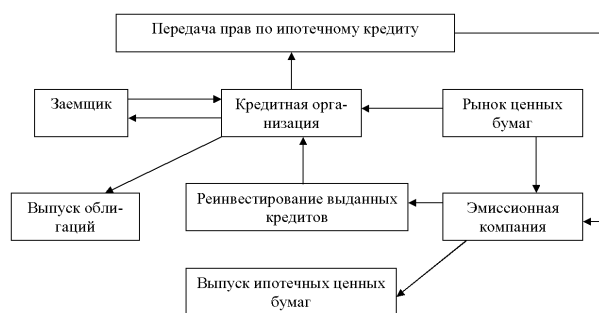 Передача прав по ипотечному кредиту
Заемщик
Кредитная орга-
низация
Рынок ценных
бумаг
Выпуск обли-
гаций
Реинвестирование выданных
кредитов
Эмиссионная
компания
Выпуск ипотечных ценных
бумаг